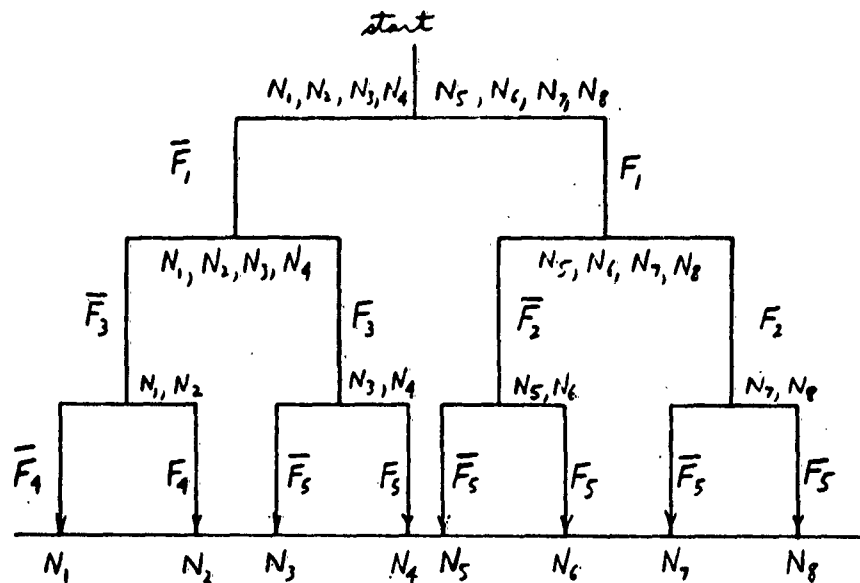 start
N₁, N₂, N₃, N₄ N₅, N₆, N₇, N₈
F̅₁ F₁
N₁, N₂, N₃, N₄ N₅, N₆, N₇, N₈
F̅₃ F₃ F̅₂ F₂
N₁, N₂ N₃, N₄ N₅, N₆ N₇, N₈
F̅₄ F₄ F̅₅ F₅ F̅₅ F₅ F̅₅ F₅
N₁ N₂ N₃ N₄ N₅ N₆ N₇ N₈